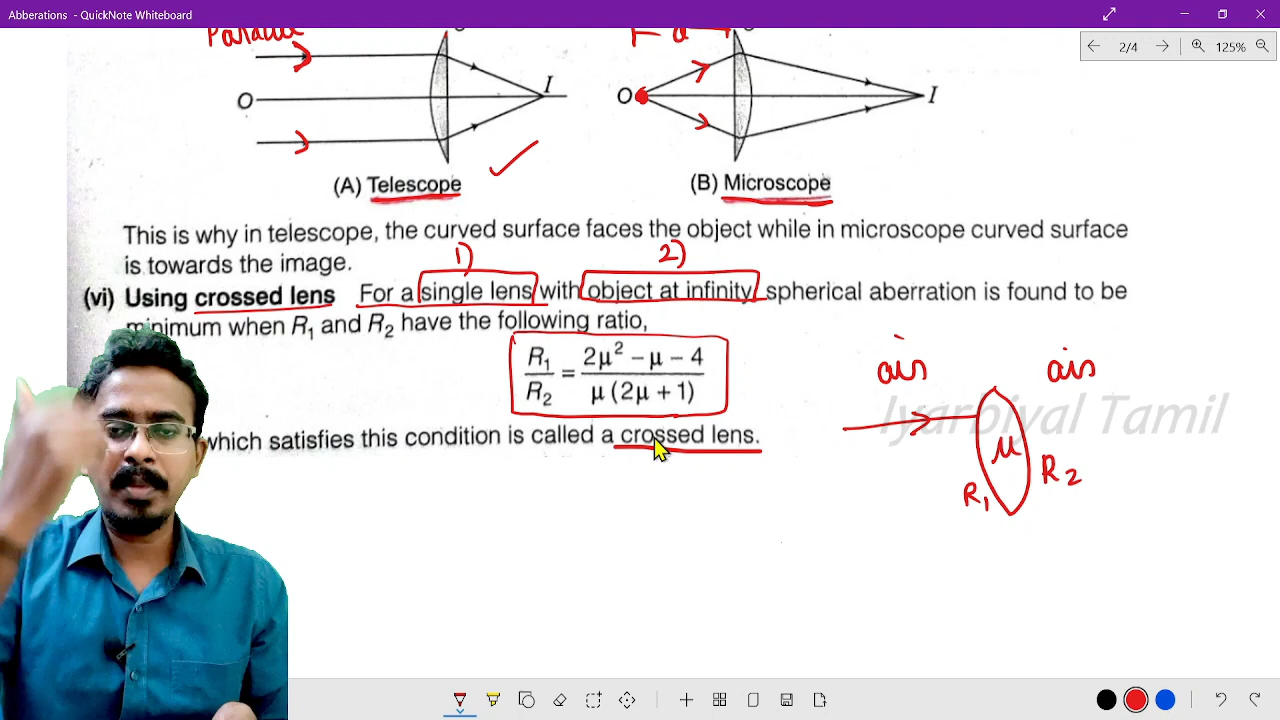 Abberations - QuickNote Whiteboard
Parallel
2/4
125%
O
I
O
I
(A) Telescope
(B) Microscope
This is why in telescope, the curved surface faces the object while in microscope curved surface
is towards the image.
1)
2)
(vi) Using crossed lens For a single lens with object at infinity, spherical aberration is found to be
minimum when R₁ and R₂ have the following ratio,
R₁/R₂ = 2μ² – μ – 4/μ (2μ + 1)
which satisfies this condition is called a crossed lens.
air
air
Iyarbiyal Tamil
μ
R₁
R₂